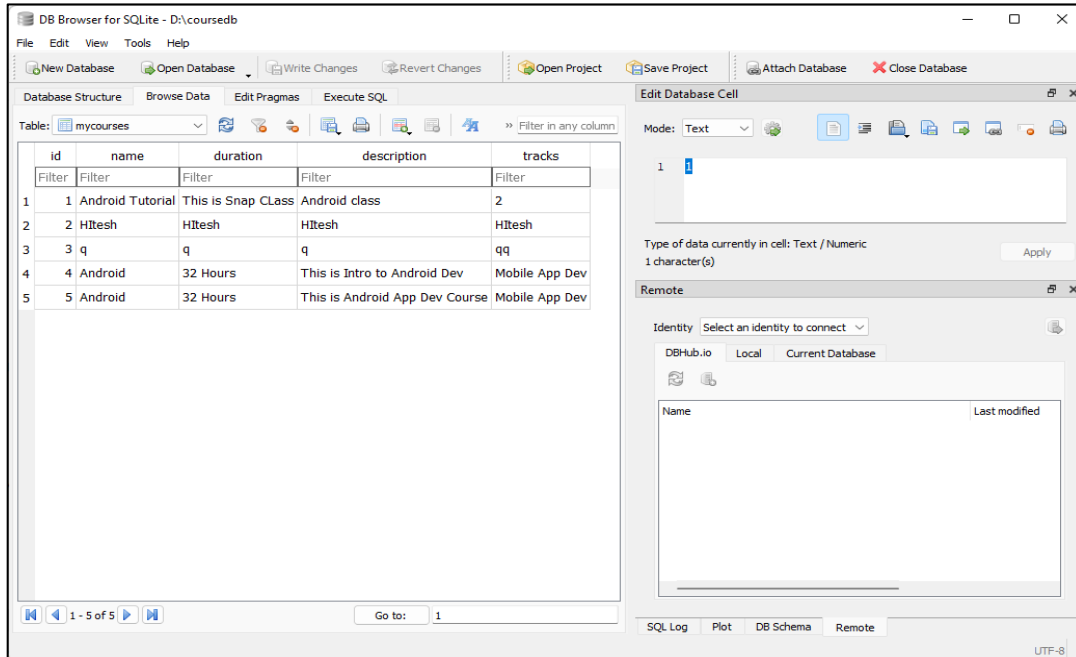 DB Browser for SQLite - D:\coursedb
File Edit View Tools Help
New Database Open Database Write Changes Revert Changes Open Project Save Project Attach Database Close Database
Database Structure Browse Data Edit Pragmas Execute SQL
Table: mycourses » Filter in any column
id name duration description tracks
Filter Filter Filter Filter Filter
1 1 Android Tutorial This is Snap CLass Android class 2
2 2 HItesh HItesh HItesh HItesh
3 3 q q q qq
4 4 Android 32 Hours This is Intro to Android Dev Mobile App Dev
5 5 Android 32 Hours This is Android App Dev Course Mobile App Dev
1 - 5 of 5 Go to: 1
Edit Database Cell
Mode: Text
1 1
Type of data currently in cell: Text / Numeric
1 character(s)
Apply
Remote
Identity Select an identity to connect
DBHub.io Local Current Database
Name Last modified
SQL Log Plot DB Schema Remote
UTF-8